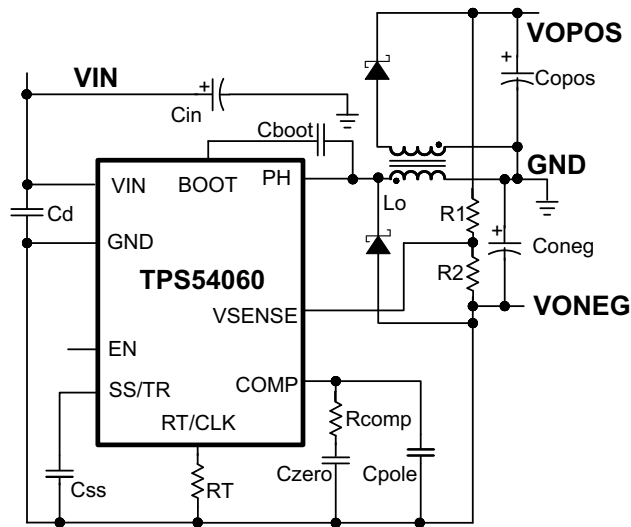 VOPOS
VIN
+
Cin
+
Copos
Cboot
GND
VIN
BOOT
PH
Lo
R1
Cd
GND
+
Coneg
TPS54060
R2
VSENSE
VONEG
EN
COMP
SS/TR
RT/CLK
Rcomp
Css
RT
Czero
Cpole